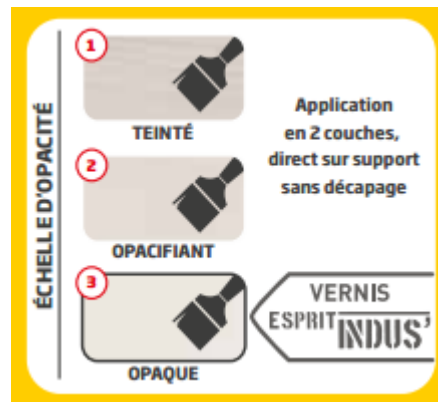 ÉCHELLE D'OPACITÉ
1
TEINTÉ
2
OPACIFIANT
3
OPAQUE
Application
en 2 couches,
direct sur support
sans décapage
VERNIS
ESPRIT INDUS'